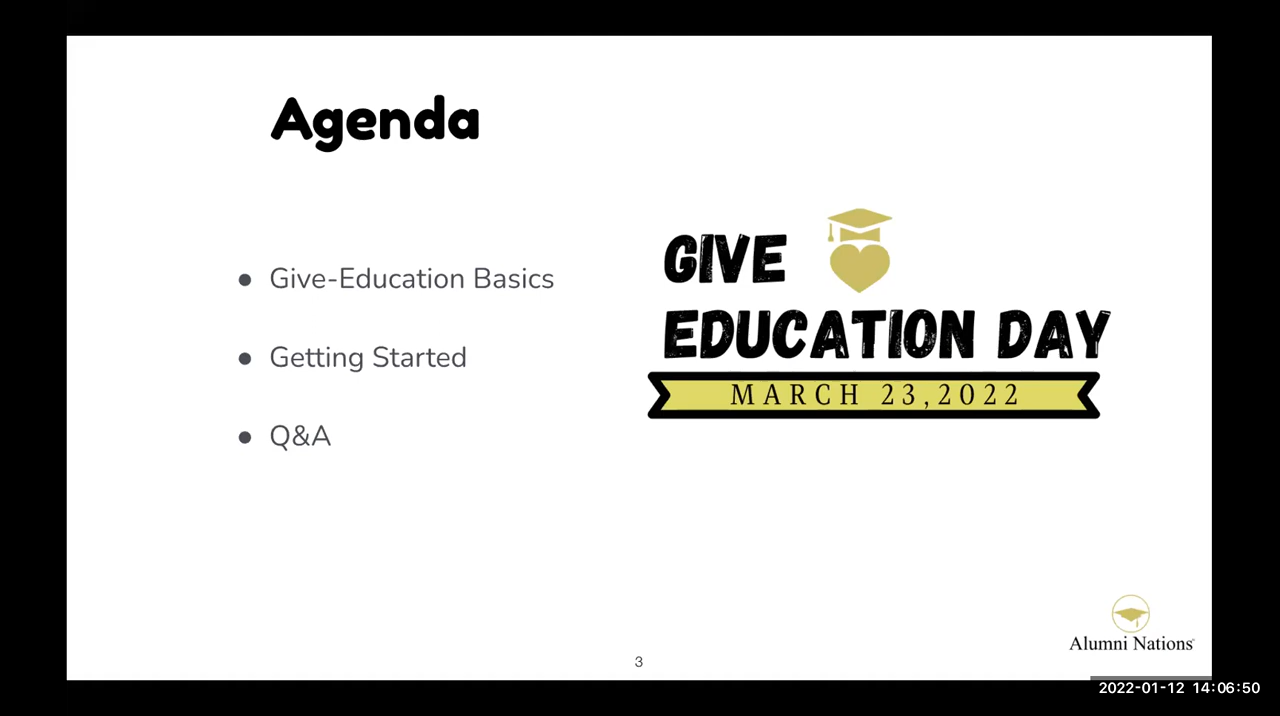 Agenda
● Give-Education Basics
● Getting Started
● Q&A
GIVE
EDUCATION DAY
MARCH 23,2022
Alumni Nations
3
2022-01-12 14:06:50